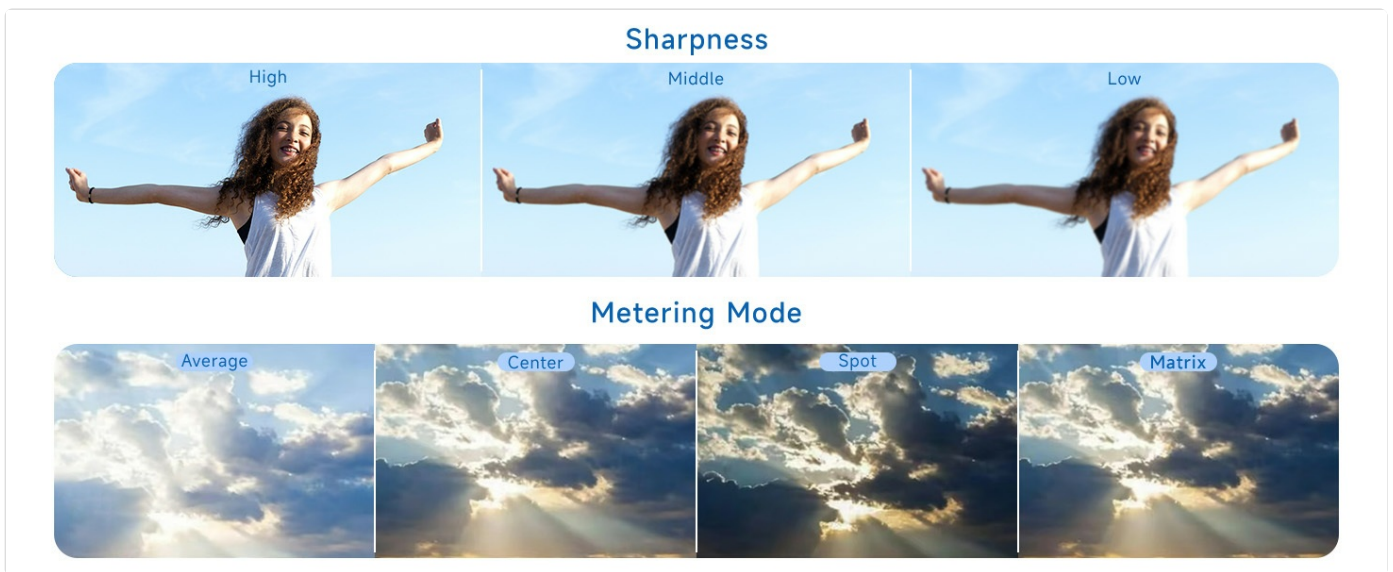 Sharpness
High Middle Low
Metering Mode
Average Center Spot Matrix